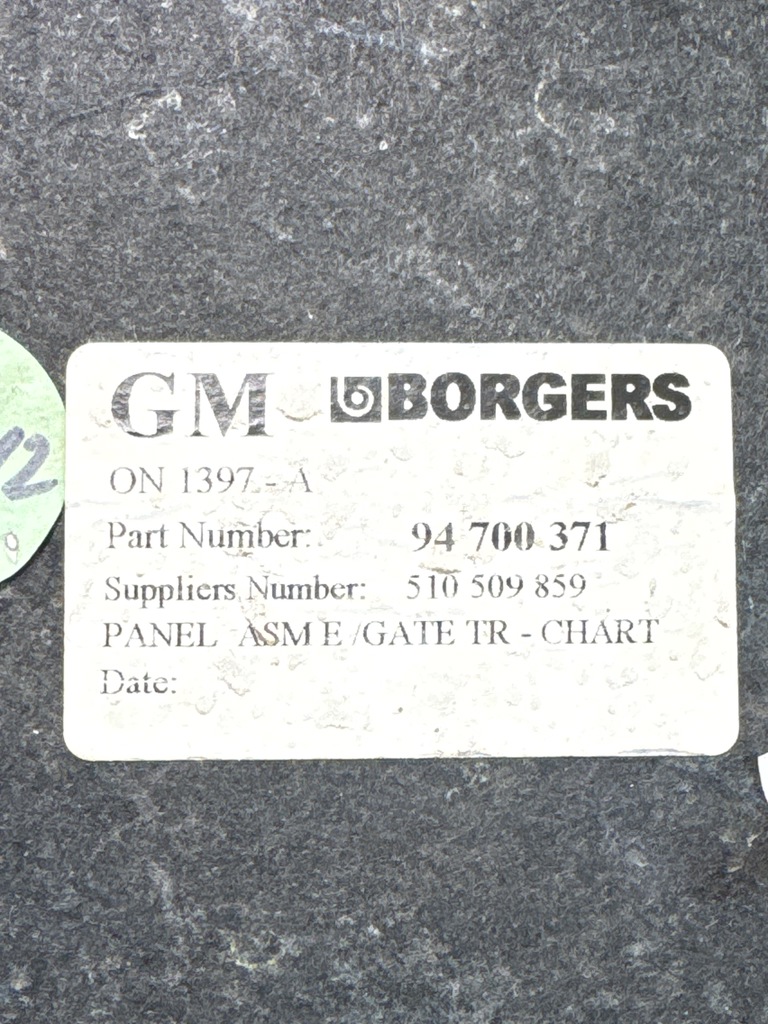 GM BORGERS
ON 1397 - A
Part Number: 94 700 371
Suppliers Number: 510 509 859
PANEL ASM E/GATE TR - CHART
Date:
12